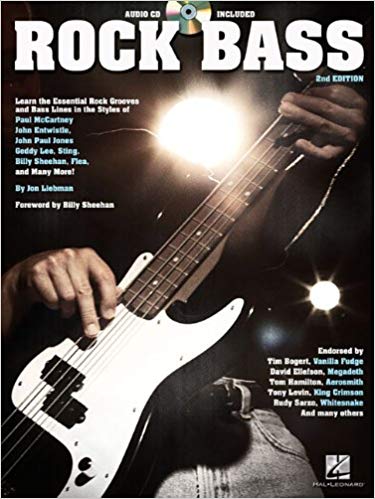 AUDIO CD INCLUDED
ROCK BASS
2nd EDITION
Learn the Essential Rock Grooves
and Bass Lines in the Styles of
Paul McCartney
John Entwistle,
John Paul Jones
Geddy Lee, Sting,
Billy Sheehan, Flea,
and Many More!
By Jon Liebman
Foreword by Billy Sheehan
Endorsed by
Tim Bogert, Vanilla Fudge
David Ellefson, Megadeth
Tom Hamilton, Aerosmith
Tony Levin, King Crimson
Rudy Sarzo, Whitesnake
And many others
HAL•LEONARD®